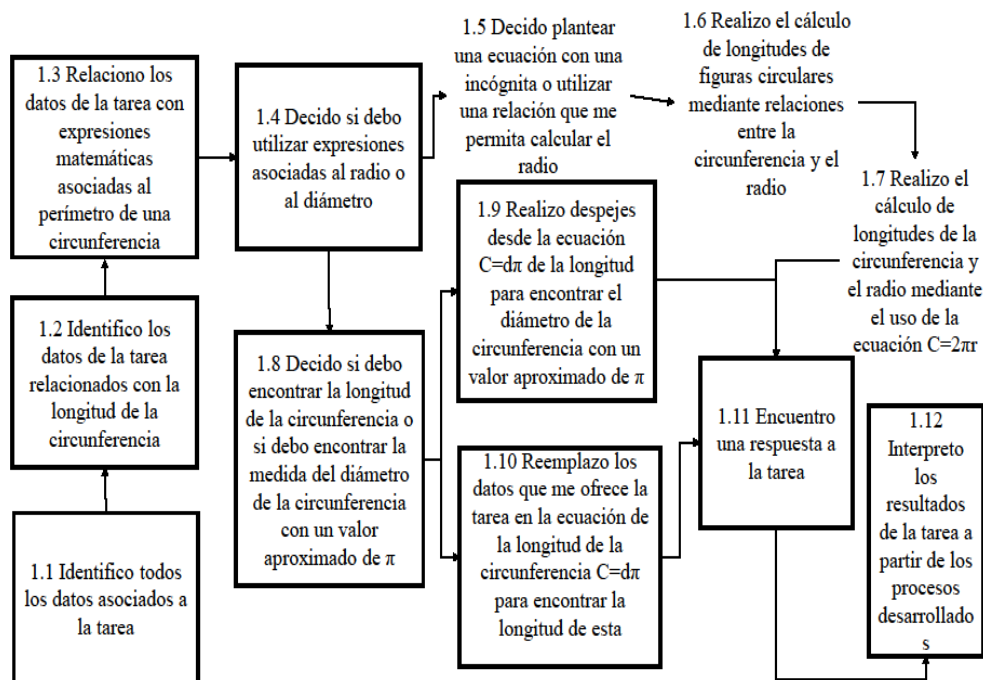 1.1 Identifico todos
los datos asociados a
la tarea
1.2 Identifico los
datos de la tarea
relacionados con la
longitud de la
circunferencia
1.3 Relaciono los
datos de la tarea con
expresiones
matemáticas
asociadas al
perímetro de una
circunferencia
1.4 Decido si debo
utilizar expresiones
asociadas al radio o
al diámetro
1.5 Decido plantear
una ecuación con una
incógnita o utilizar
una relación que me
permita calcular el
radio
1.6 Realizo el cálculo
de longitudes de
figuras circulares
mediante relaciones
entre la
circunferencia y el
radio
1.7 Realizo el
cálculo de
longitudes de la
circunferencia y
el radio mediante
el uso de la
ecuación C=2πr
1.8 Decido si debo
encontrar la longitud
de la circunferencia o
si debo encontrar la
medida del diámetro
de la circunferencia
con un valor
aproximado de π
1.9 Realizo despejes
desde la ecuación
C=dπ de la longitud
para encontrar el
diámetro de la
circunferencia con un
valor aproximado de π
1.10 Reemplazo los
datos que me ofrece la
tarea en la ecuación de
la longitud de la
circunferencia C=dπ
para encontrar la
longitud de esta
1.11 Encuentro
una respuesta a
la tarea
1.12
Interpreto
los
resultados
de la tarea a
partir de los
procesos
desarrollado
s